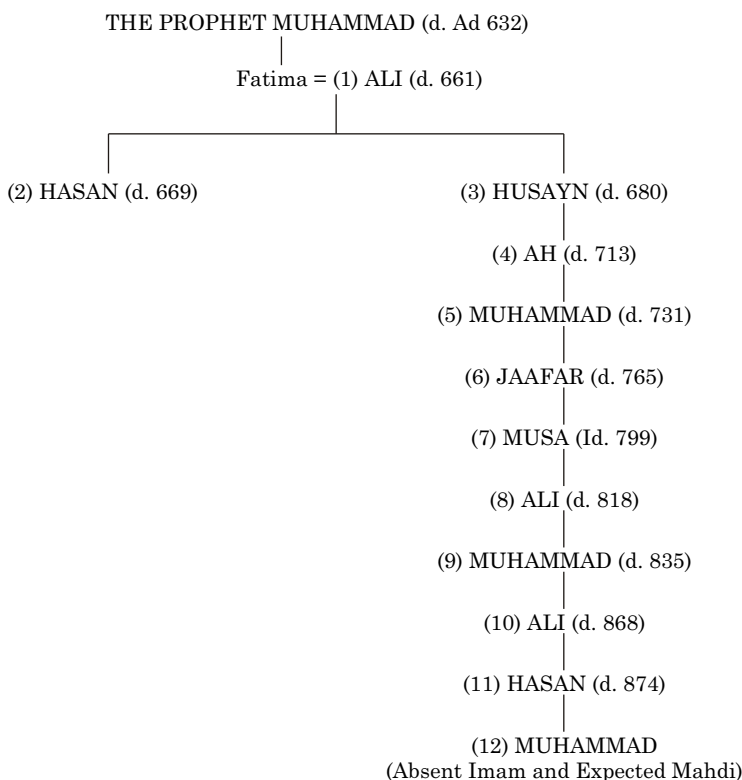 THE PROPHET MUHAMMAD (d. Ad 632)
Fatima = (1) ALI (d. 661)
(2) HASAN (d. 669)
(3) HUSAYN (d. 680)
(4) AH (d. 713)
(5) MUHAMMAD (d. 731)
(6) JAAFAR (d. 765)
(7) MUSA (Id. 799)
(8) ALI (d. 818)
(9) MUHAMMAD (d. 835)
(10) ALI (d. 868)
(11) HASAN (d. 874)
(12) MUHAMMAD
(Absent Imam and Expected Mahdi)